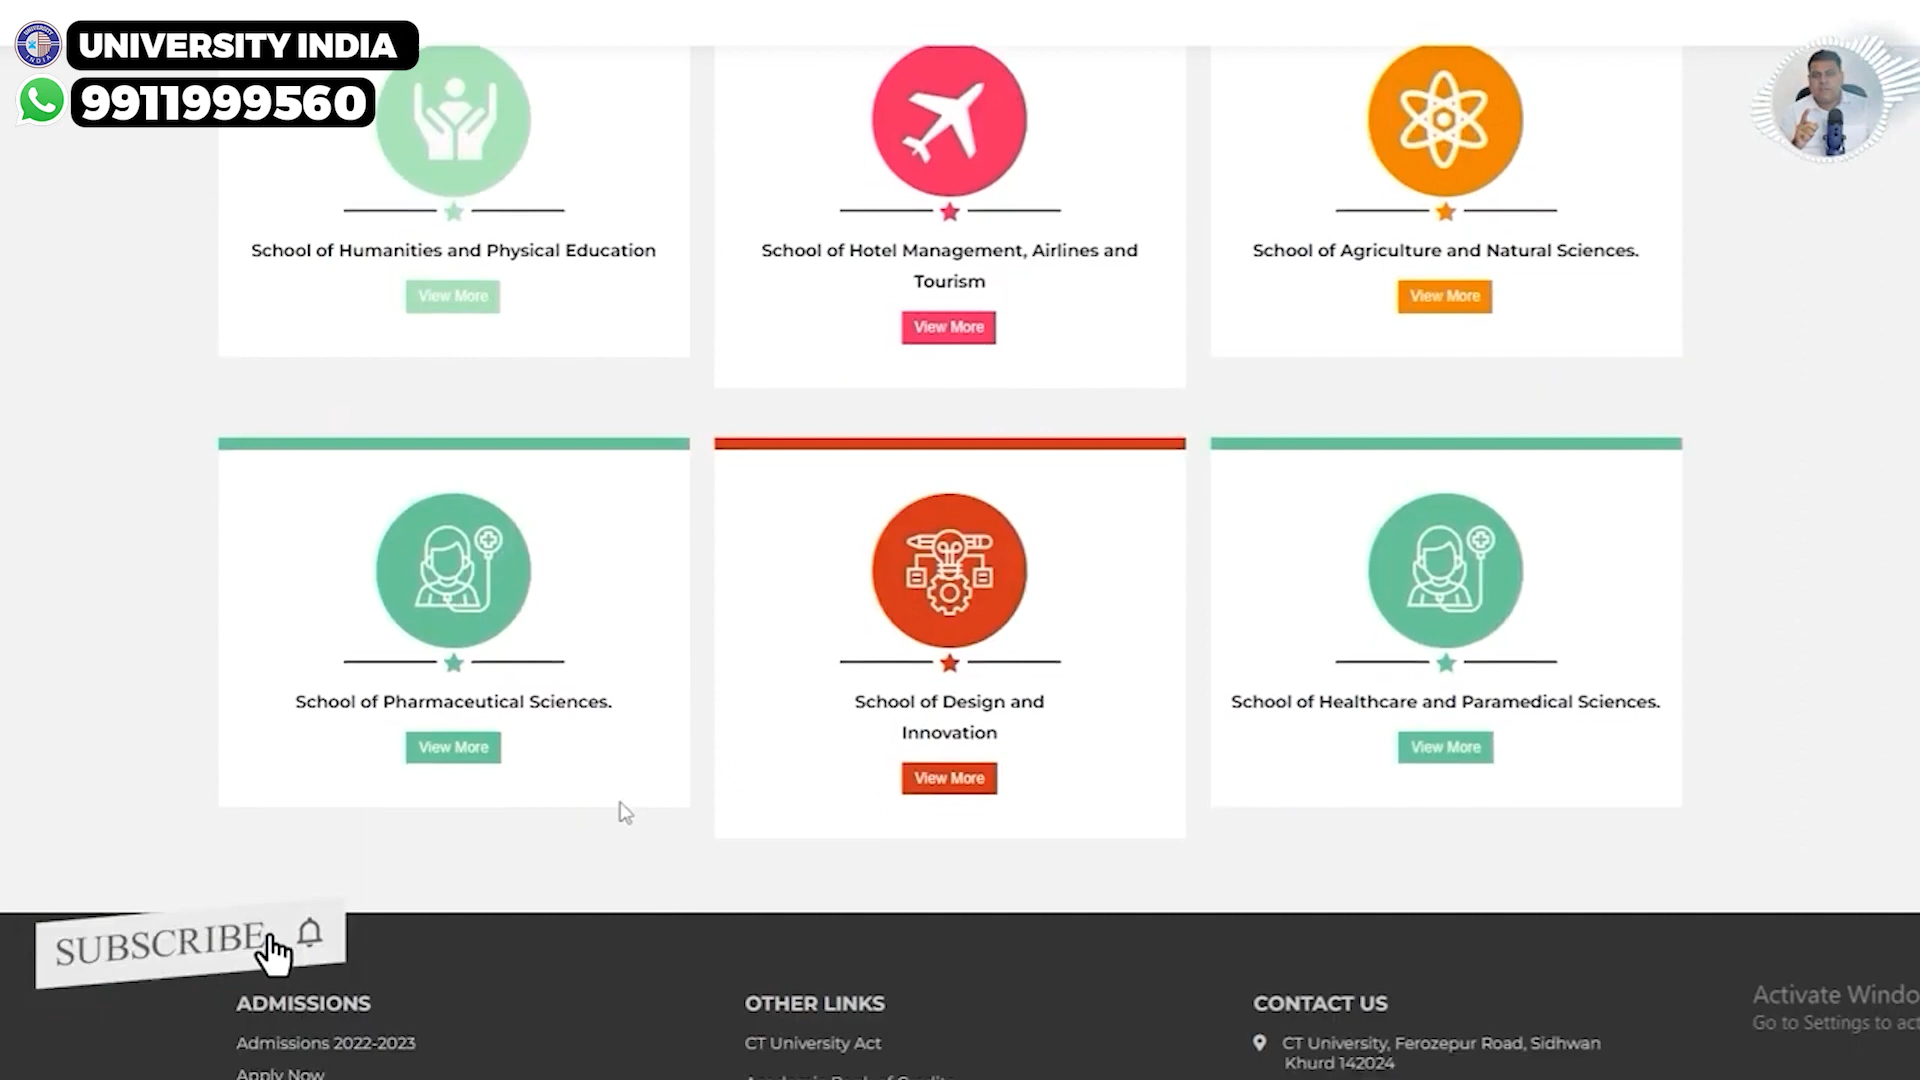 UNIVERSITY INDIA
9911999560
School of Humanities and Physical Education
View More
School of Hotel Management, Airlines and
Tourism
View More
School of Agriculture and Natural Sciences.
View More
School of Pharmaceutical Sciences.
View More
School of Design and
Innovation
View More
School of Healthcare and Paramedical Sciences.
View More
SUBSCRIBE
ADMISSIONS
Admissions 2022-2023
Apply Now
OTHER LINKS
CT University Act
CONTACT US
CT University, Ferozepur Road, Sidhwan
Khurd 142024
Activate Windo
Go to Settings to act